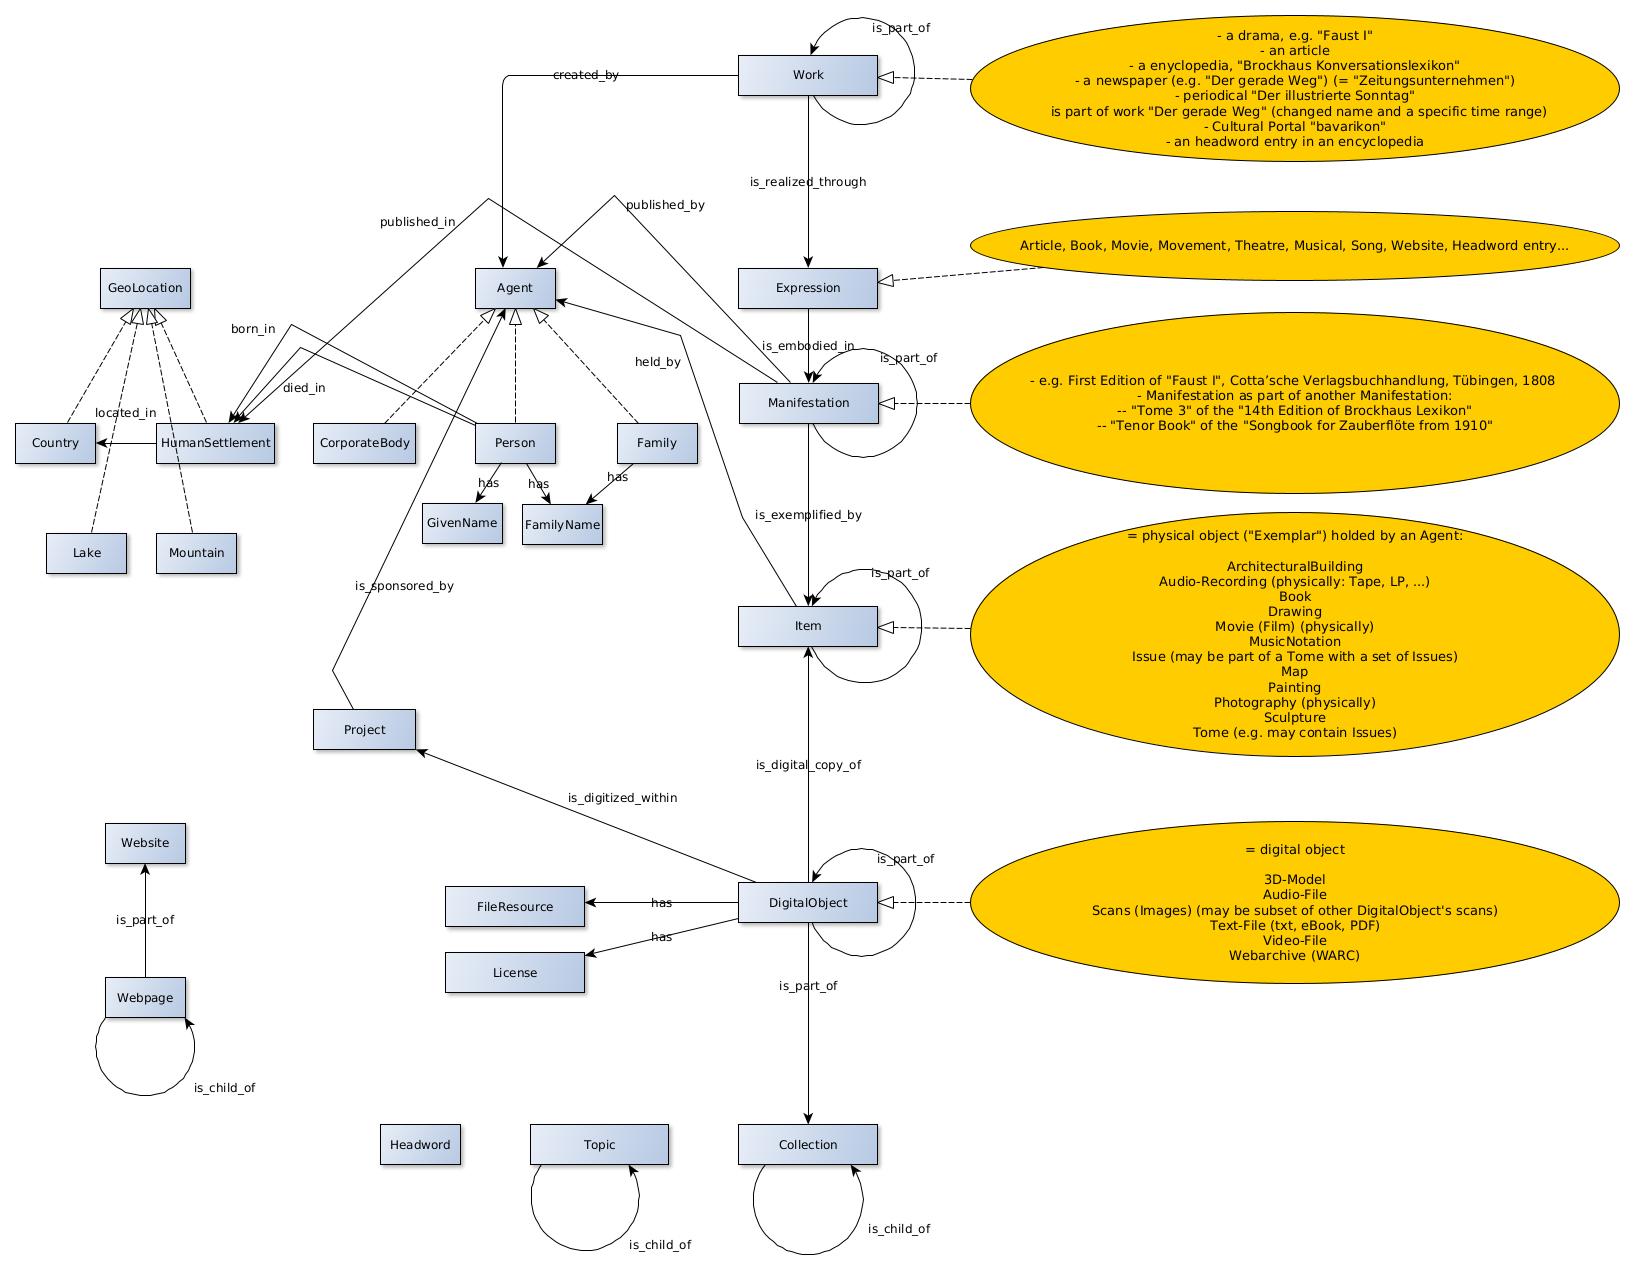 is_part_of
Work
created_by
- a drama, e.g. "Faust I"
- an article
- a enyclopedia, "Brockhaus Konversationslexikon"
- a newspaper (e.g. "Der gerade Weg") (= "Zeitungsunternehmen")
- periodical "Der illustrierte Sonntag"
is part of work "Der gerade Weg" (changed name and a specific time range)
- Cultural Portal "bavarikon"
- an headword entry in an encyclopedia
is_realized_through
published_in
published_by
Article, Book, Movie, Movement, Theatre, Musical, Song, Website, Headword entry...
GeoLocation
Agent
Expression
born_in
is_embodied_in
is_part_of
held_by
died_in
Manifestation
- e.g. First Edition of "Faust I", Cotta’sche Verlagsbuchhandlung, Tübingen, 1808
- Manifestation as part of another Manifestation:
-- "Tome 3" of the "14th Edition of Brockhaus Lexikon"
-- "Tenor Book" of the "Songbook for Zauberflöte from 1910"
located_in
Country
HumanSettlement
CorporateBody
Person
Family
has
has
has
GivenName
FamilyName
is_exemplified_by
Lake
Mountain
is_sponsored_by
is_part_of
Item
= physical object ("Exemplar") holded by an Agent:
ArchitecturalBuilding
Audio-Recording (physically: Tape, LP, ...)
Book
Drawing
Movie (Film) (physically)
MusicNotation
Issue (may be part of a Tome with a set of Issues)
Map
Painting
Photography (physically)
Sculpture
Tome (e.g. may contain Issues)
Project
is_digital_copy_of
is_digitized_within
Website
is_part_of
is_part_of
DigitalObject
FileResource
has
has
License
= digital object
3D-Model
Audio-File
Scans (Images) (may be subset of other DigitalObject's scans)
Text-File (txt, eBook, PDF)
Video-File
Webarchive (WARC)
is_part_of
Webpage
is_child_of
Headword
Topic
Collection
is_child_of
is_child_of